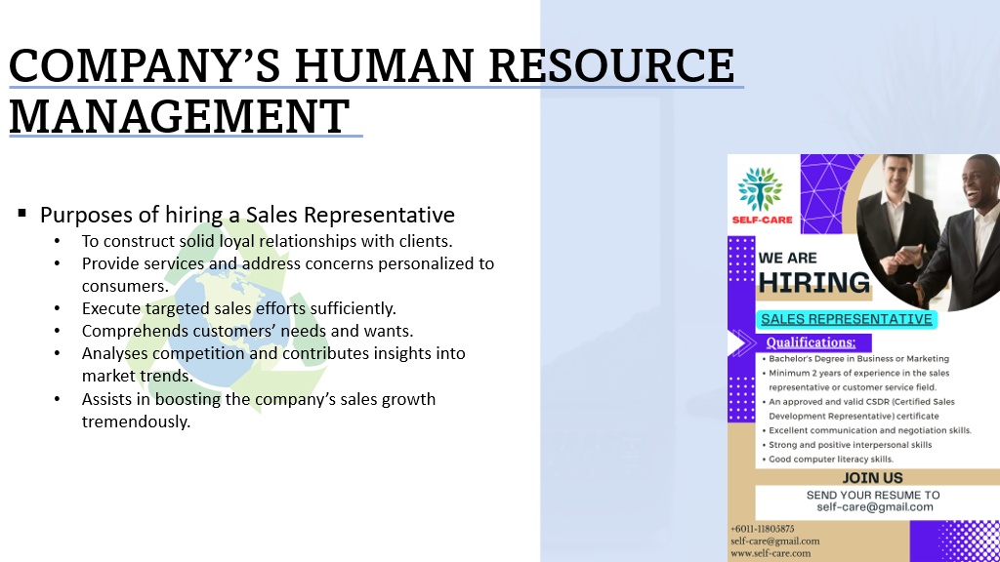 COMPANY’S HUMAN RESOURCE
MANAGEMENT
▪ Purposes of hiring a Sales Representative
• To construct solid loyal relationships with clients.
• Provide services and address concerns personalized to
consumers.
• Execute targeted sales efforts sufficiently.
• Comprehends customers’ needs and wants.
• Analyses competition and contributes insights into
market trends.
• Assists in boosting the company’s sales growth
tremendously.
SELF-CARE
WE ARE
HIRING
SALES REPRESENTATIVE
Qualifications:
• Bachelor's Degree in Business or Marketing
• Minimum 2 years of experience in the sales
representative or customer service field.
• An approved and valid CSDR (Certified Sales
Development Representative) certificate
• Excellent communication and negotiation skills.
• Strong and positive interpersonal skills
• Good computer literacy skills.
JOIN US
SEND YOUR RESUME TO
self-care@gmail.com
+6011-11805875
self-care@gmail.com
www.self-care.com